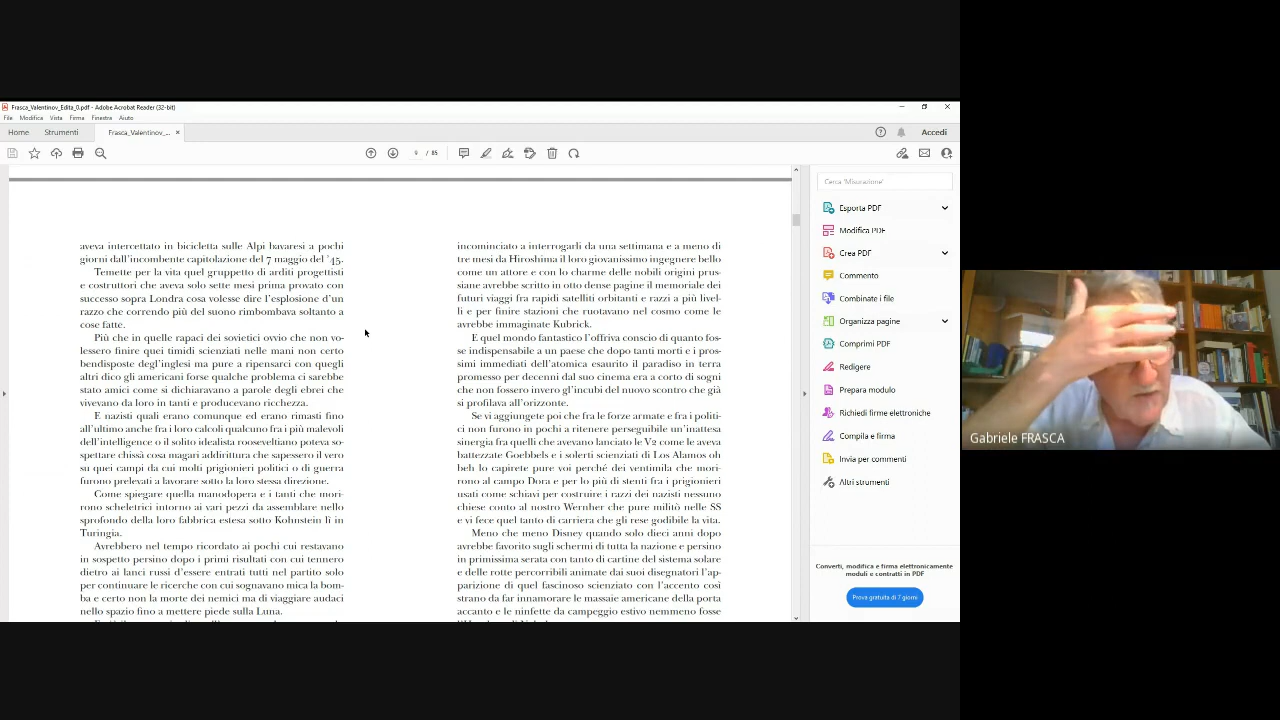 Frasca_Valentinov_Edita_0.pdf - Adobe Acrobat Reader (32-bit)
File Modifica Vista Firma Finestra Aiuto
Home Strumenti Frasca_Valentinov_... × Accedi
9 / 85
Cerca 'Misurazione'
Esporta PDF
Modifica PDF
Crea PDF
Commento
Combinate i file
Organizza pagine
Comprimi PDF
Redigere
Prepara modulo
Richiedi firme elettroniche
Compila e firma
Invia per commenti
Altri strumenti
Converti, modifica e firma elettronicamente
moduli e contratti in PDF
Prova gratuita di 7 giorni
aveva intercettato in bicicletta sulle Alpi bavaresi a pochi
giorni dall'incombente capitolazione del 7 maggio del '45.
Temette per la vita quel gruppetto di arditi progettisti
e costruttori che aveva solo sette mesi prima provato con
successo sopra Londra cosa volesse dire l'esplosione d'un
razzo che correndo più del suono rimbombava soltanto a
cose fatte.
Più che in quelle rapaci dei sovietici ovvio che non vo-
lessero finire quei timidi scienziati nelle mani non certo
bendisposte degl'inglesi ma pure a ripensarci con quegli
altri dico gli americani forse qualche problema ci sarebbe
stato amici come si dichiaravano a parole degli ebrei che
vivevano da loro in tanti e producevano ricchezza.
E nazisti quali erano comunque ed erano rimasti fino
all'ultimo anche fra i loro calcoli qualcuno fra i più malevoli
dell'intelligence o il solito idealista rooseveltiano poteva so-
spettare chissà cosa magari addirittura che sapessero il vero
su quei campi da cui molti prigionieri politici o di guerra
furono prelevati a lavorare sotto la loro stessa direzione.
Come spiegare quella manodopera e i tanti che mori-
rono scheletrici intorno ai vari pezzi da assemblare nello
sprofondo della loro fabbrica estesa sotto Kohnstein lì in
Turingia.
Avrebbero nel tempo ricordato ai pochi cui restavano
in sospetto persino dopo i primi risultati con cui tennero
dietro ai lanci russi d'essere entrati tutti nel partito solo
per continuare le ricerche con cui sognavano mica la bom-
ba e certo non la morte dei nemici ma di viaggiare audaci
nello spazio fino a mettere piede sulla Luna.
incominciato a interrogarli da una settimana e a meno di
tre mesi da Hiroshima il loro giovanissimo ingegnere bello
come un attore e con lo charme delle nobili origini prus-
siane avrebbe scritto in otto dense pagine il memoriale dei
futuri viaggi fra rapidi satelliti orbitanti e razzi a più livel-
li e per finire stazioni che ruotavano nel cosmo come le
avrebbe immaginate Kubrick.
E quel mondo fantastico l'offriva conscio di quanto fos-
se indispensabile a un paese che dopo tanti morti e i pros-
simi immediati dell'atomica esaurito il paradiso in terra
promesso per decenni dal suo cinema era a corto di sogni
che non fossero invero gl'incubi del nuovo scontro che già
si profilava all'orizzonte.
Se vi aggiungete poi che fra le forze armate e fra i politi-
ci non furono in pochi a ritenere perseguibile un'inattesa
sinergia fra quelli che avevano lanciato le V2 come le aveva
battezzate Goebbels e i solerti scienziati di Los Alamos oh
beh lo capirete pure voi perché dei ventimila che mori-
rono al campo Dora e per lo più di stenti fra i prigionieri
usati come schiavi per costruire i razzi dei nazisti nessuno
chiese conto al nostro Wernher che pure militò nelle SS
e vi fece quel tanto di carriera che gli rese godibile la vita.
Meno che meno Disney quando solo dieci anni dopo
avrebbe favorito sugli schermi di tutta la nazione e persino
in primissima serata con tanto di cartine del sistema solare
e delle rotte percorribili animate dai suoi disegnatori l'ap-
parizione di quel fascinoso scienziato con l'accento così
strano da far innamorare le massaie americane della porta
accanto e le ninfette da campeggio estivo nemmeno fosse
Gabriele FRASCA